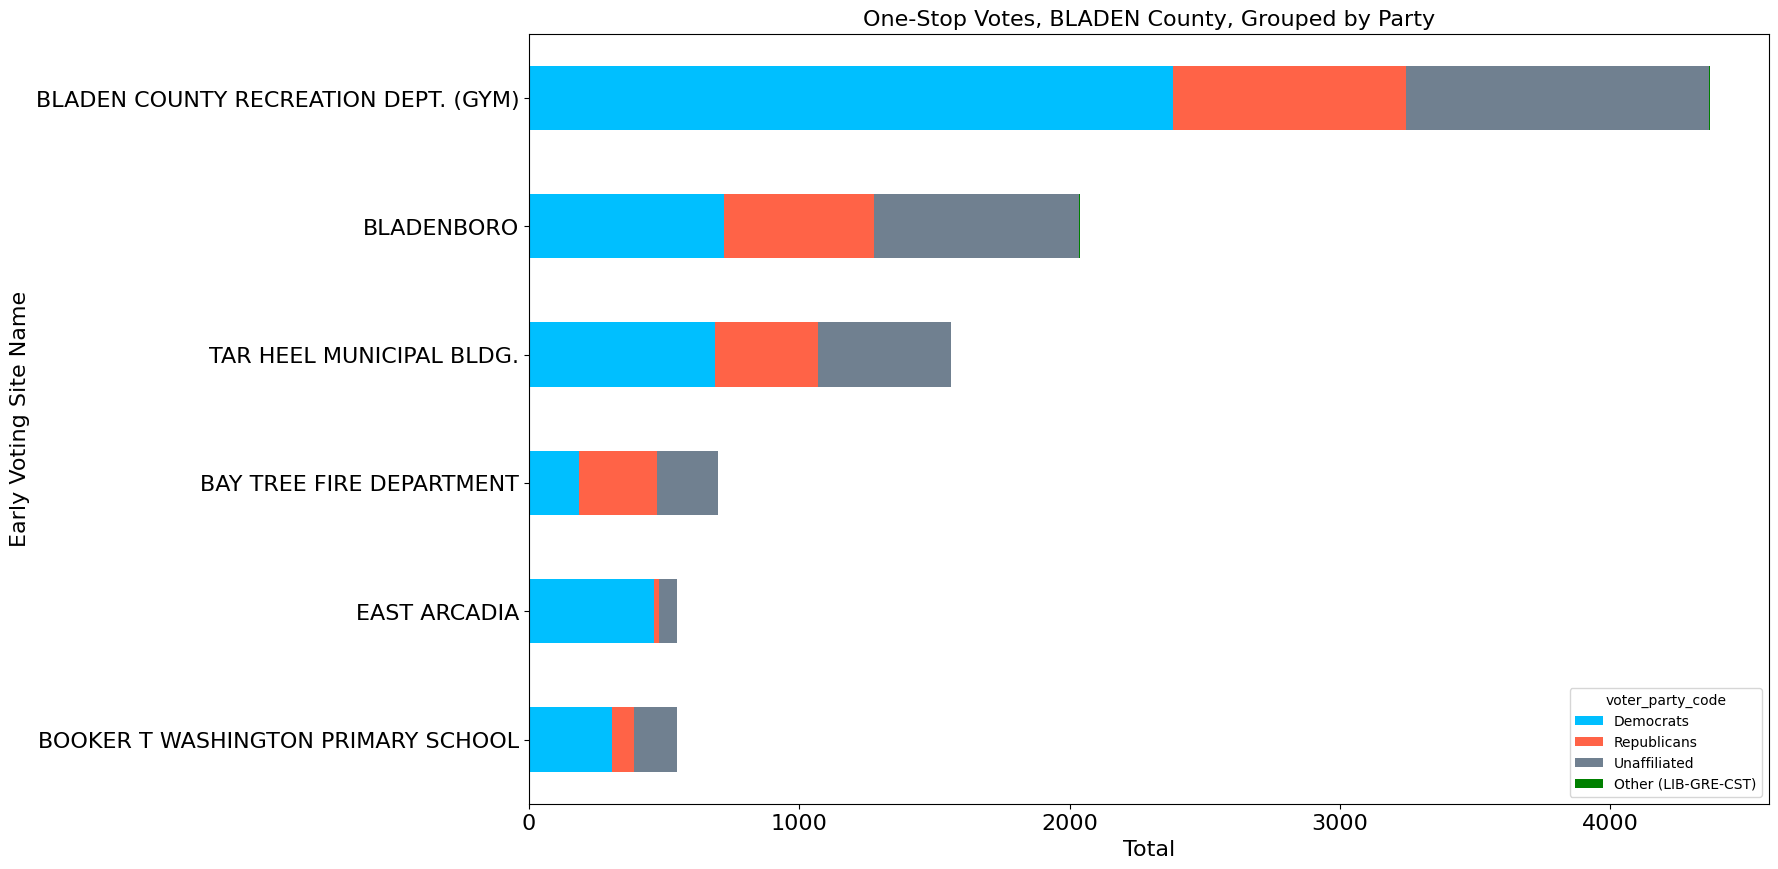 One-Stop Votes, BLADEN County, Grouped by Party
Early Voting Site Name
BLADEN COUNTY RECREATION DEPT. (GYM)
BLADENBORO
TAR HEEL MUNICIPAL BLDG.
BAY TREE FIRE DEPARTMENT
EAST ARCADIA
BOOKER T WASHINGTON PRIMARY SCHOOL
voter_party_code
Democrats
Republicans
Unaffiliated
Other (LIB-GRE-CST)
0 1000 2000 3000 4000
Total